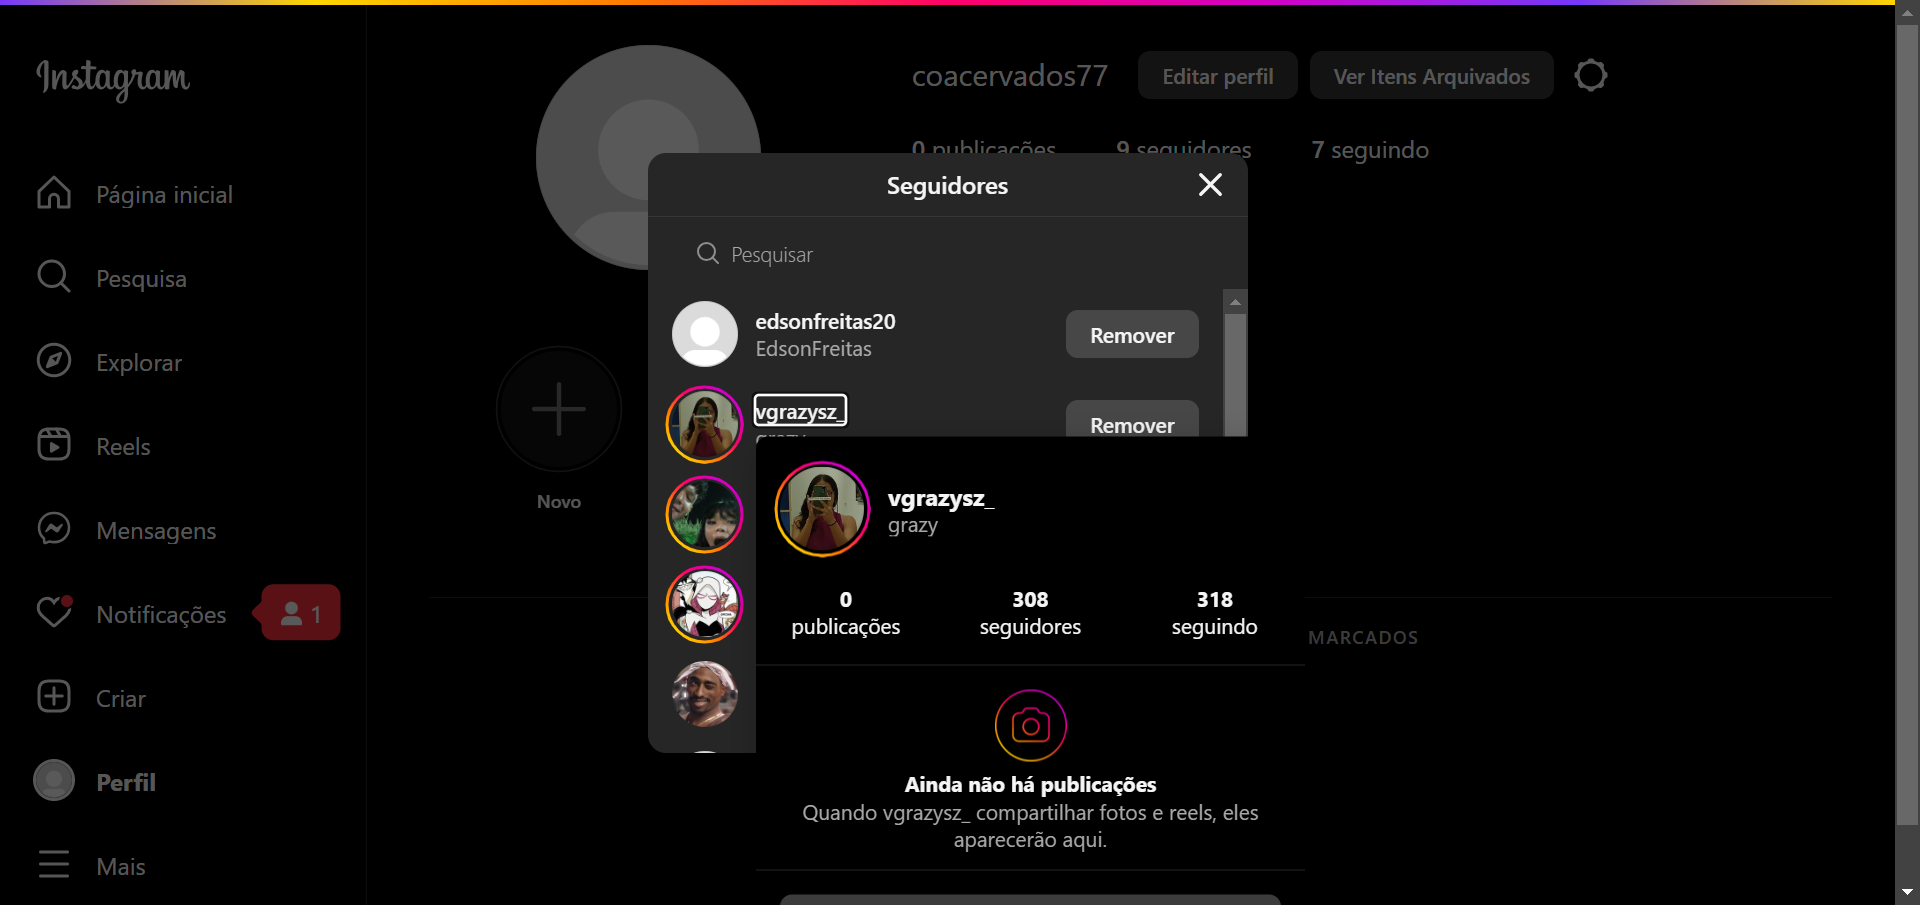 Instagram
Página inicial
Pesquisa
Explorar
Reels
Mensagens
Notificações
1
Criar
Perfil
Mais
coacervados77
Editar perfil
Ver Itens Arquivados
0 publicações
9 seguidores
7 seguindo
Novo
MARCADOS
Seguidores
Pesquisar
edsonfreitas20
EdsonFreitas
Remover
vgrazysz_
grazy
Remover
vgrazysz_
grazy
0
publicações
308
seguidores
318
seguindo
Ainda não há publicações
Quando vgrazysz_ compartilhar fotos e reels, eles
aparecerão aqui.